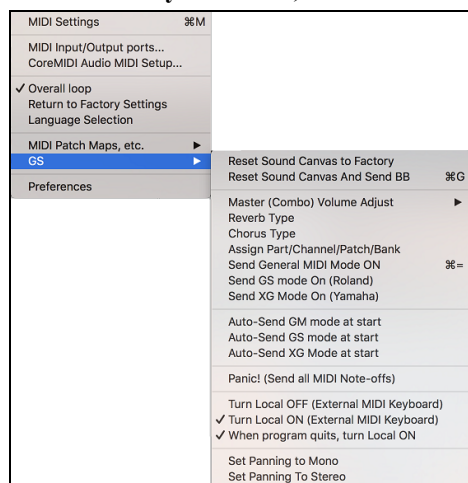 MIDI Settings ⌘M
MIDI Input/Output ports...
CoreMIDI Audio MIDI Setup...
✓ Overall loop
Return to Factory Settings
Language Selection
MIDI Patch Maps, etc. ▶
GS ▶
Preferences
Reset Sound Canvas to Factory
Reset Sound Canvas And Send BB ⌘G
Master (Combo) Volume Adjust ▶
Reverb Type
Chorus Type
Assign Part/Channel/Patch/Bank
Send General MIDI Mode ON ⌘=
Send GS mode On (Roland)
Send XG Mode On (Yamaha)
Auto-Send GM mode at start
Auto-Send GS mode at start
Auto-Send XG Mode at start
Panic! (Send all MIDI Note-offs)
Turn Local OFF (External MIDI Keyboard)
✓ Turn Local ON (External MIDI Keyboard)
✓ When program quits, turn Local ON
Set Panning to Mono
Set Panning To Stereo